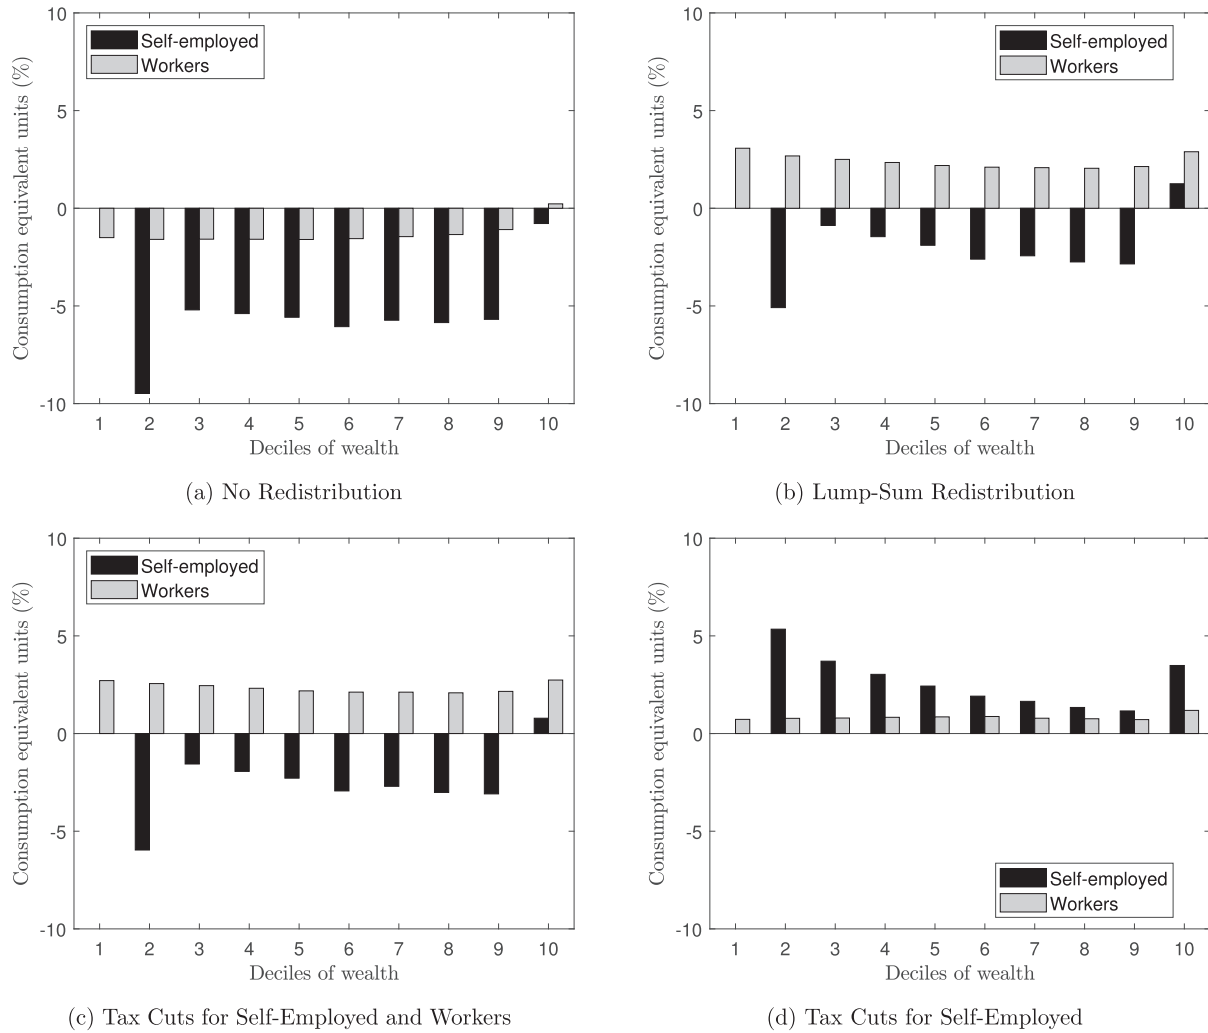 10
5
0
-5
-10
Consumption equivalent units (%)
Self-employed
Workers
1 2 3 4 5 6 7 8 9 10
Deciles of wealth
(a) No Redistribution
10
5
0
-5
-10
Consumption equivalent units (%)
Self-employed
Workers
1 2 3 4 5 6 7 8 9 10
Deciles of wealth
(b) Lump-Sum Redistribution
10
5
0
-5
-10
Consumption equivalent units (%)
Self-employed
Workers
1 2 3 4 5 6 7 8 9 10
Deciles of wealth
(c) Tax Cuts for Self-Employed and Workers
10
5
0
-5
-10
Consumption equivalent units (%)
Self-employed
Workers
1 2 3 4 5 6 7 8 9 10
Deciles of wealth
(d) Tax Cuts for Self-Employed